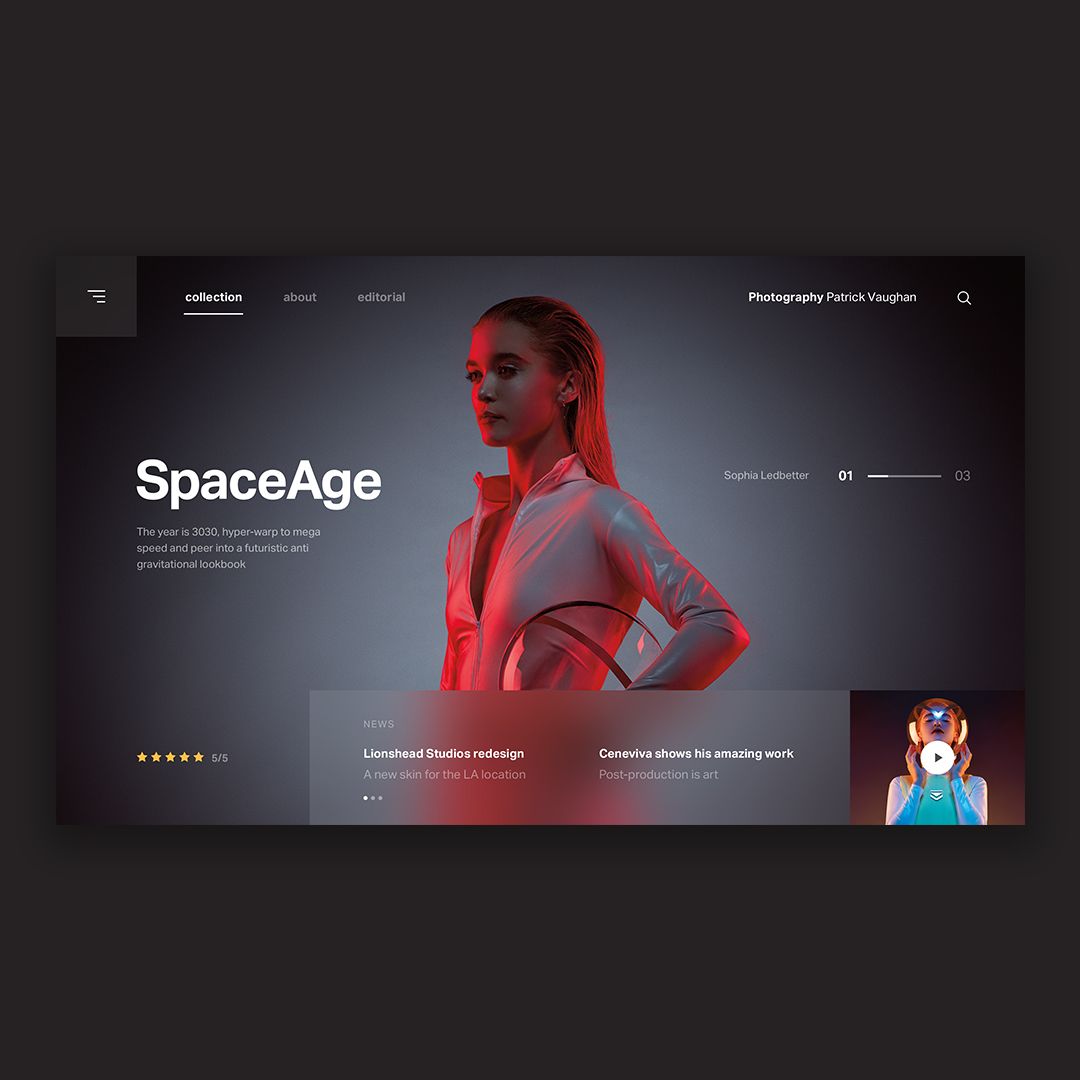 collection about editorial
Photography Patrick Vaughan
SpaceAge
The year is 3030, hyper-warp to mega
speed and peer into a futuristic anti
gravitational lookbook
Sophia Ledbetter 01 03
5/5
NEWS
Lionshead Studios redesign
A new skin for the LA location
Ceneviva shows his amazing work
Post-production is art